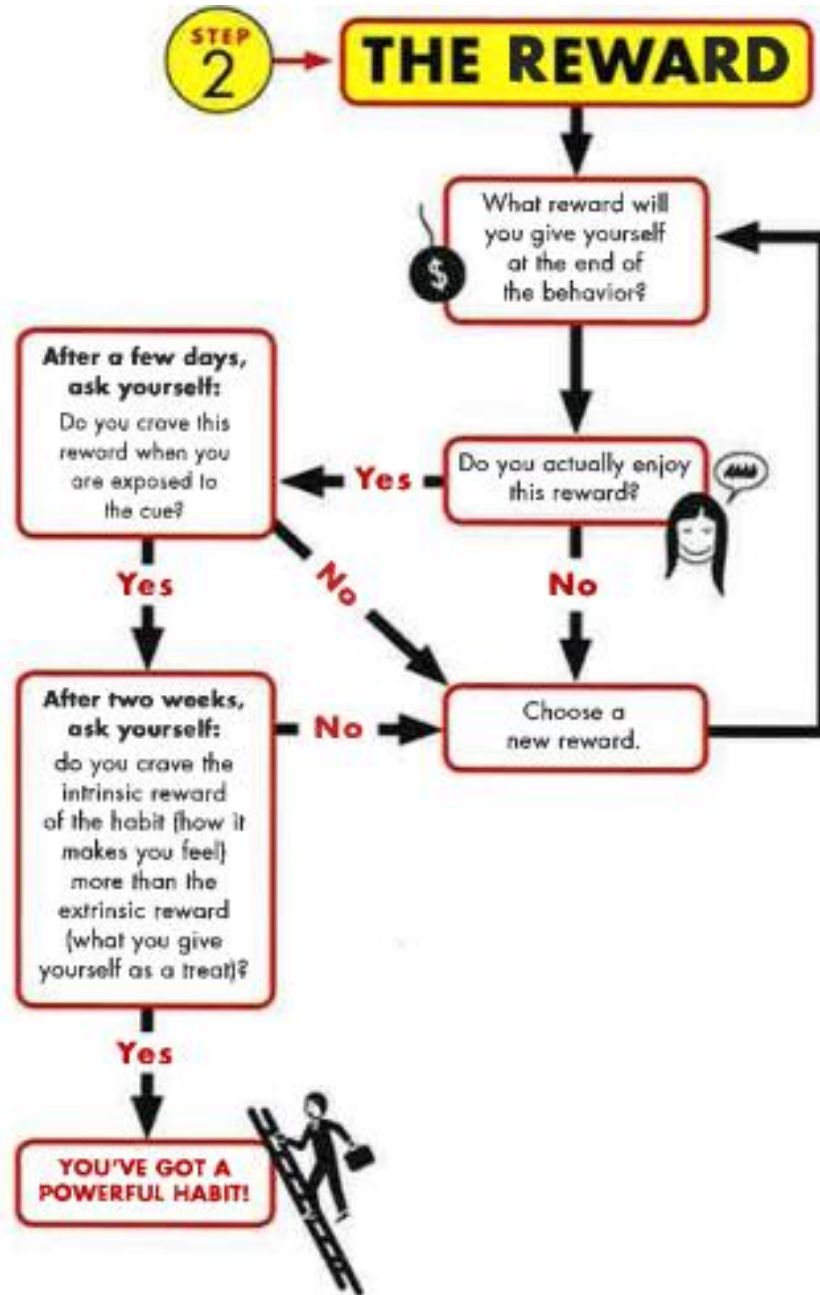 STEP
2
THE REWARD
What reward will
you give yourself
at the end of
the behavior?
$
Do you actually enjoy
this reward?
Yes
No
After a few days,
ask yourself:
Do you crave this
reward when you
are exposed to
the cue?
Yes
No
After two weeks,
ask yourself:
do you crave the
intrinsic reward
of the habit (how it
makes you feel)
more than the
extrinsic reward
(what you give
yourself as a treat)?
No
Choose a
new reward.
Yes
YOU'VE GOT A
POWERFUL HABIT!